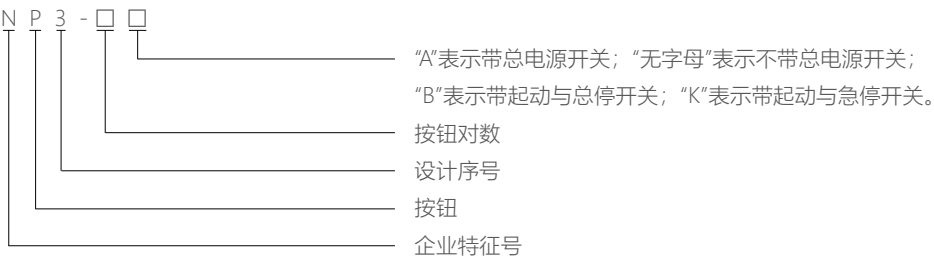 N P 3 - □ □
“A”表示带总电源开关；“无字母”表示不带总电源开关；
“B”表示带起动与总停开关；“K”表示带起动与急停开关。
按钮对数
设计序号
按钮
企业特征号